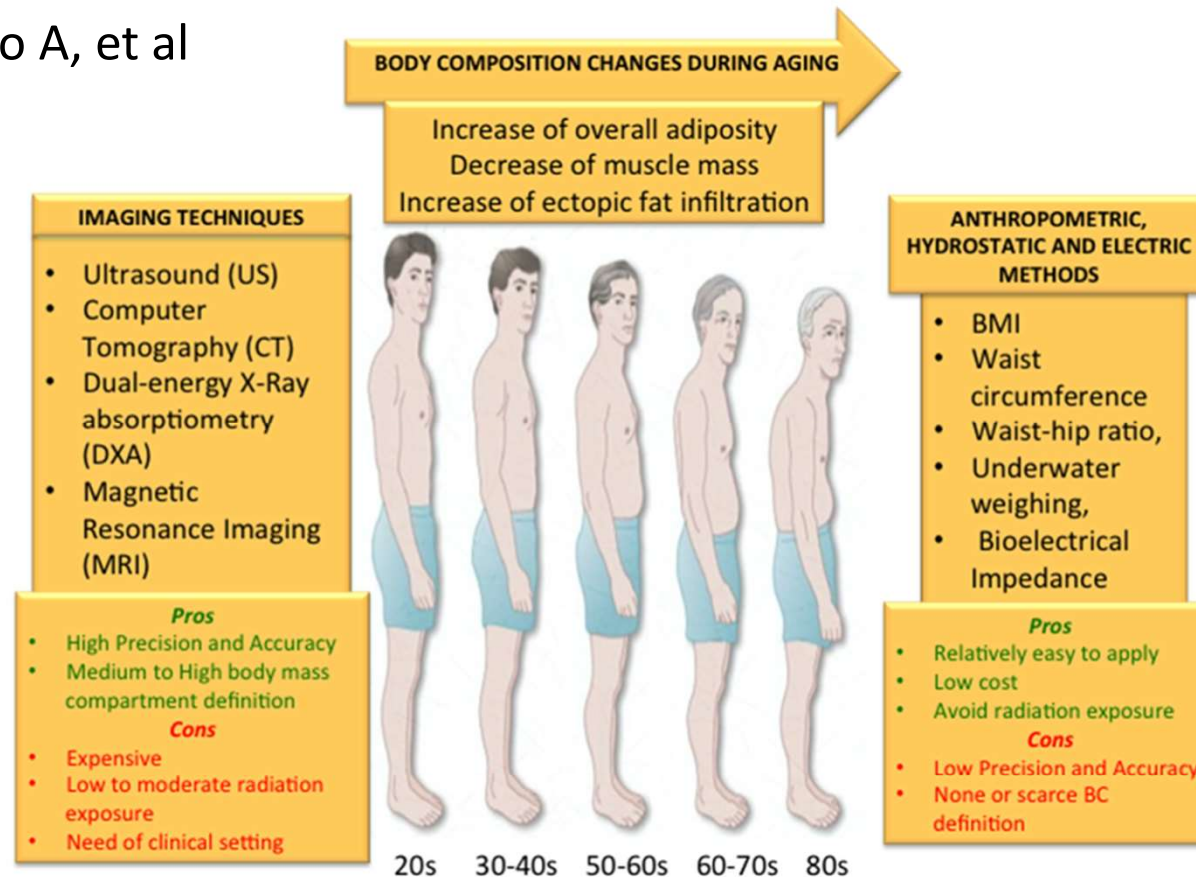 o A, et al
BODY COMPOSITION CHANGES DURING AGING
Increase of overall adiposity
Decrease of muscle mass
Increase of ectopic fat infiltration
IMAGING TECHNIQUES
• Ultrasound (US)
• Computer
Tomography (CT)
• Dual-energy X-Ray
absorptiometry
(DXA)
• Magnetic
Resonance Imaging
(MRI)
Pros
• High Precision and Accuracy
• Medium to High body mass
compartment definition
Cons
• Expensive
• Low to moderate radiation
exposure
• Need of clinical setting
20s 30-40s 50-60s 60-70s 80s
ANTHROPOMETRIC,
HYDROSTATIC AND ELECTRIC
METHODS
• BMI
• Waist
circumference
• Waist-hip ratio,
• Underwater
weighing,
• Bioelectrical
Impedance
Pros
• Relatively easy to apply
• Low cost
• Avoid radiation exposure
Cons
• Low Precision and Accuracy
• None or scarce BC
definition